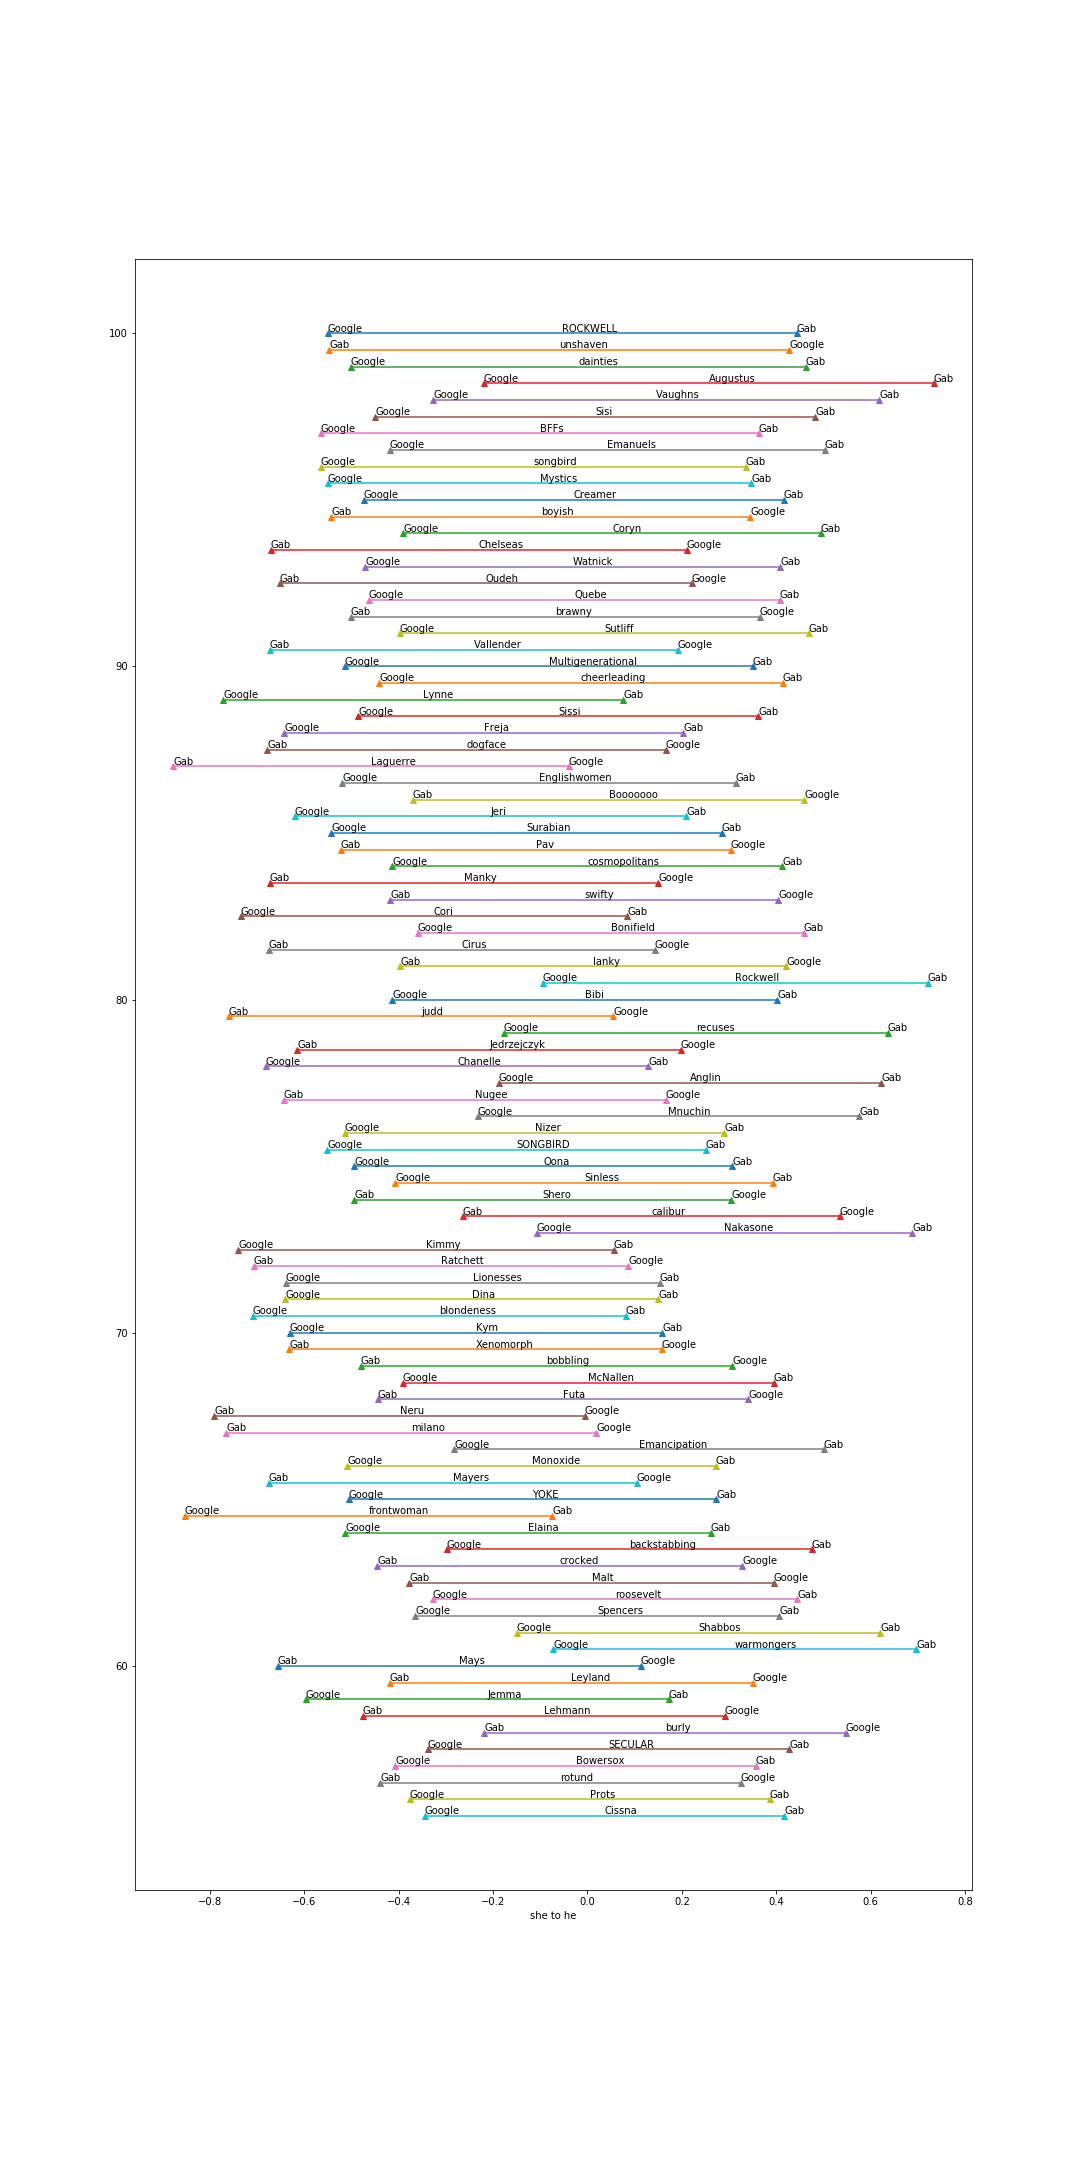 100
Google ROCKWELL Gab
Gab unshaven Google
Google dainties Gab
Google Augustus Gab
Google Vaughns Gab
Google Sisi Gab
Google BFFs Gab
Google Emanuels Gab
Google songbird Gab
Google Mystics Gab
Google Creamer Gab
Gab boyish Google
Google Coryn Gab
Gab Chelseas Google
Google Watnick Gab
Gab Oudeh Google
Google Quebe Gab
Gab brawny Google
Google Sutliff Gab
Gab Vallender Google
90
Google Multigenerational Gab
Google cheerleading Gab
Google Lynne Gab
Google Sissi Gab
Google Freja Gab
Gab dogface Google
Gab Laguerre Google
Google Englishwomen Gab
Gab Booooooo Google
Google Jeri Gab
Google Surabian Gab
Gab Pav Google
Google cosmopolitans Gab
Gab Manky Google
Gab swifty Google
Google Cori Gab
Google Bonifield Gab
Gab Cirus Google
Gab lanky Google
Google Rockwell Gab
80
Google Bibi Gab
Gab judd Google
Google recuses Gab
Gab Jedrzejczyk Google
Google Chanelle Gab
Google Anglin Gab
Gab Nugee Google
Google Mnuchin Gab
Google Nizer Gab
Google SONGBIRD Gab
Google Oona Gab
Google Sinless Gab
Gab Shero Google
Gab calibur Google
Google Nakasone Gab
Google Kimmy Gab
Gab Ratchett Google
Google Lionesses Gab
Google Dina Gab
Google blondeness Gab
70
Google Kym Gab
Gab Xenomorph Google
Gab bobbling Google
Google McNallen Gab
Gab Futa Google
Gab Neru Google
Gab milano Google
Google Emancipation Gab
Google Monoxide Gab
Gab Mayers Google
Google YOKE Gab
Google frontwoman Gab
Google Elaina Gab
Google backstabbing Gab
Gab crocked Google
Gab Malt Google
Google roosevelt Gab
Google Spencers Gab
Google Shabbos Gab
Google warmongers Gab
60
Gab Mays Google
Gab Leyland Google
Google Jemma Gab
Gab Lehmann Google
Gab burly Google
Google SECULAR Gab
Google Bowersox Gab
Gab rotund Google
Google Prots Gab
Google Cissna Gab
−0.8 −0.6 −0.4 −0.2 0.0 0.2 0.4 0.6 0.8
she to he